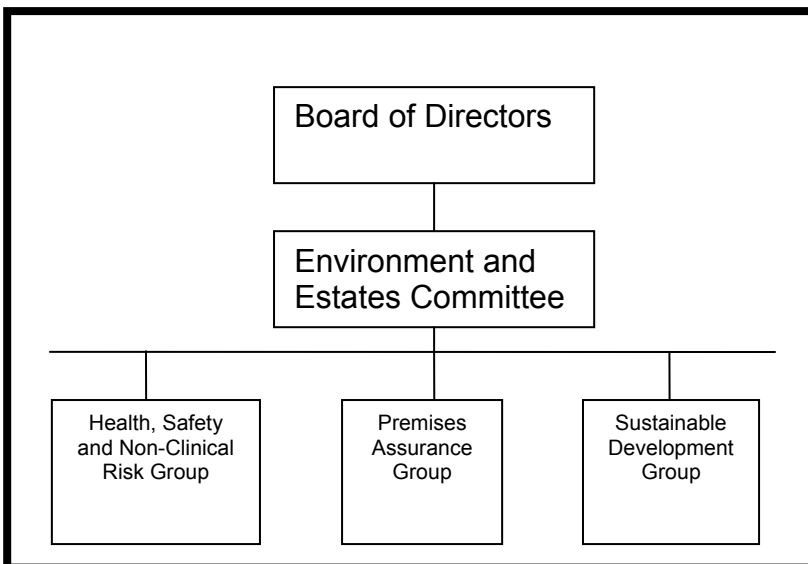 Board of Directors
Environment and
Estates Committee
Health, Safety
and Non-Clinical
Risk Group
Premises
Assurance
Group
Sustainable
Development
Group